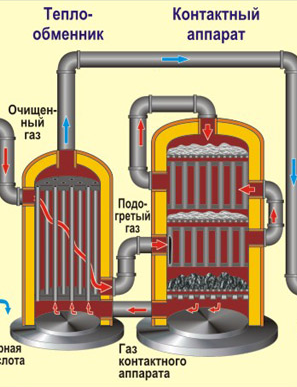 Тепло-
обменник
Контактный
аппарат
Очищен-
ный
газ
Подо-
гретый
газ
Газ
контактного
аппарата